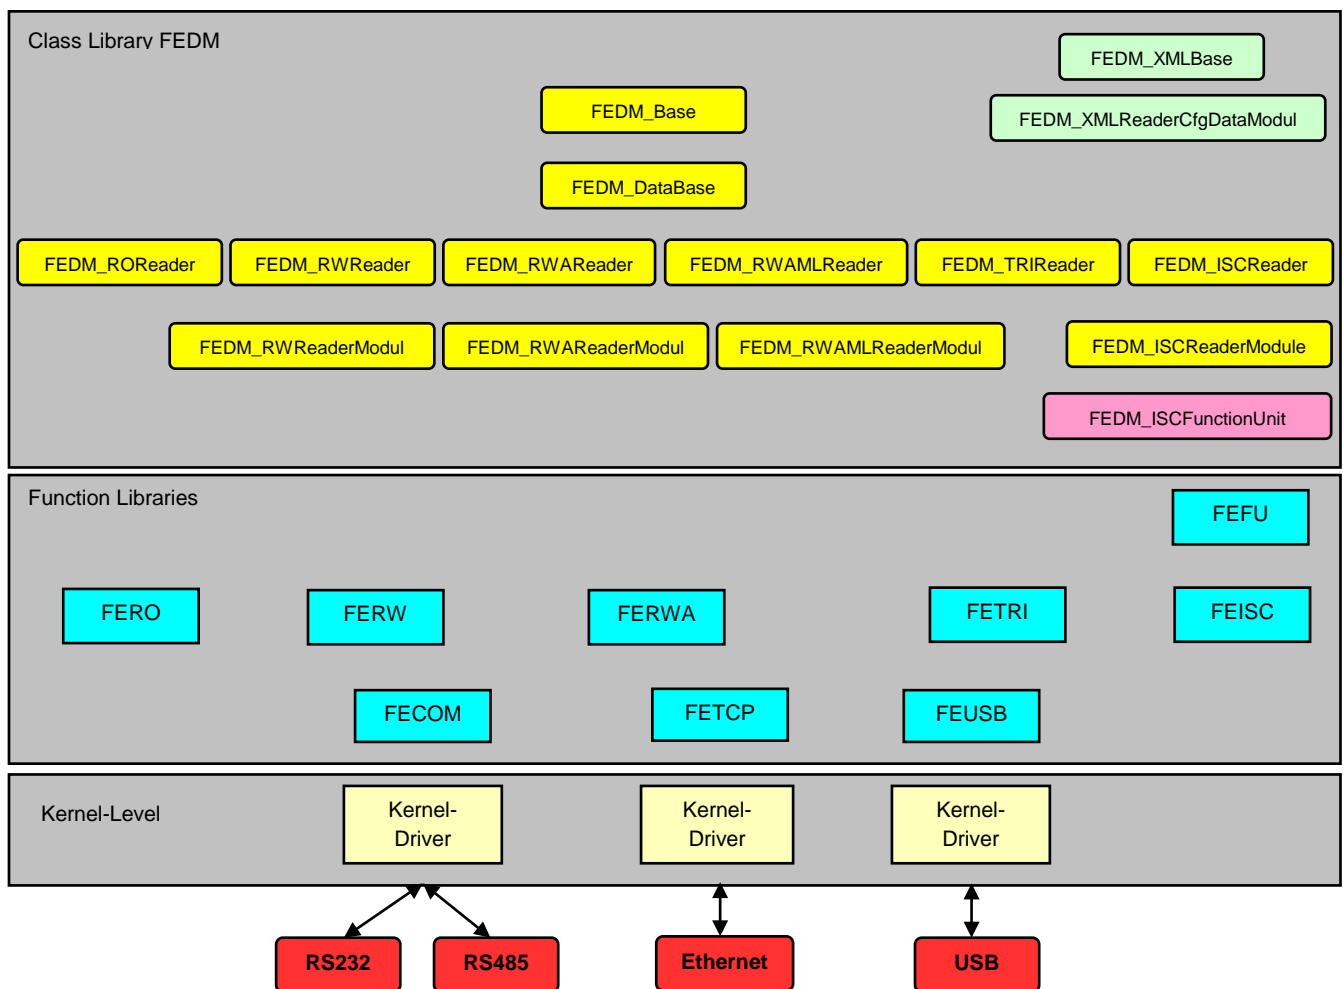 Class Library FEDM
FEDM_XMLBase
FEDM_XMLReaderCfgDataModul
FEDM_Base
FEDM_DataBase
FEDM_ROReader
FEDM_RWReader
FEDM_RWAReader
FEDM_RWAMLReader
FEDM_TRIReader
FEDM_ISCReader
FEDM_RWReaderModul
FEDM_RWAReaderModul
FEDM_RWAMLReaderModul
FEDM_ISCReaderModule
FEDM_ISCFunctionUnit
Function Libraries
FEFU
FERO
FERW
FERWA
FETRI
FEISC
FECOM
FETCP
FEUSB
Kernel-Level
Kernel-
Driver
Kernel-
Driver
Kernel-
Driver
RS232
RS485
Ethernet
USB